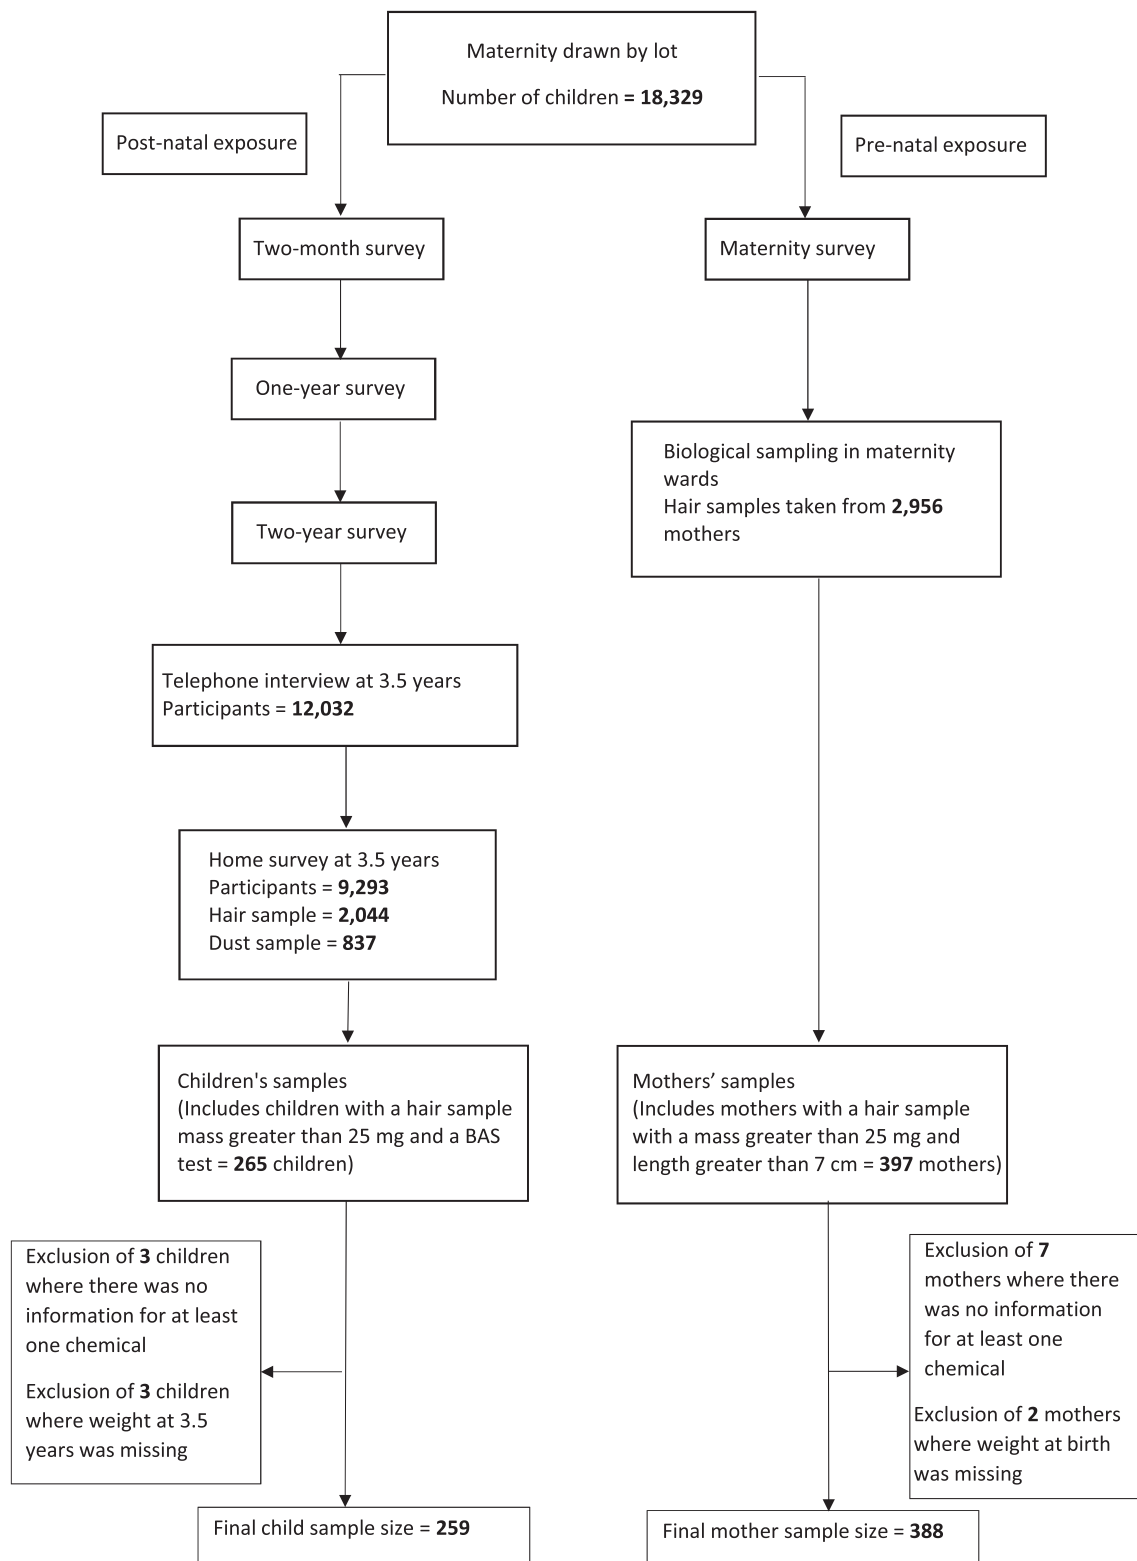 Maternity drawn by lot
Number of children = 18,329
Post-natal exposure
Pre-natal exposure
Two-month survey
Maternity survey
One-year survey
Biological sampling in maternity
wards
Hair samples taken from 2,956
mothers
Two-year survey
Telephone interview at 3.5 years
Participants = 12,032
Home survey at 3.5 years
Participants = 9,293
Hair sample = 2,044
Dust sample = 837
Children's samples
(Includes children with a hair sample
mass greater than 25 mg and a BAS
test = 265 children)
Mothers’ samples
(Includes mothers with a hair sample
with a mass greater than 25 mg and
length greater than 7 cm = 397 mothers)
Exclusion of 3 children
where there was no
information for at least
one chemical
Exclusion of 3 children
where weight at 3.5
years was missing
Exclusion of 7
mothers where there
was no information
for at least one
chemical
Exclusion of 2 mothers
where weight at birth
was missing
Final child sample size = 259
Final mother sample size = 388